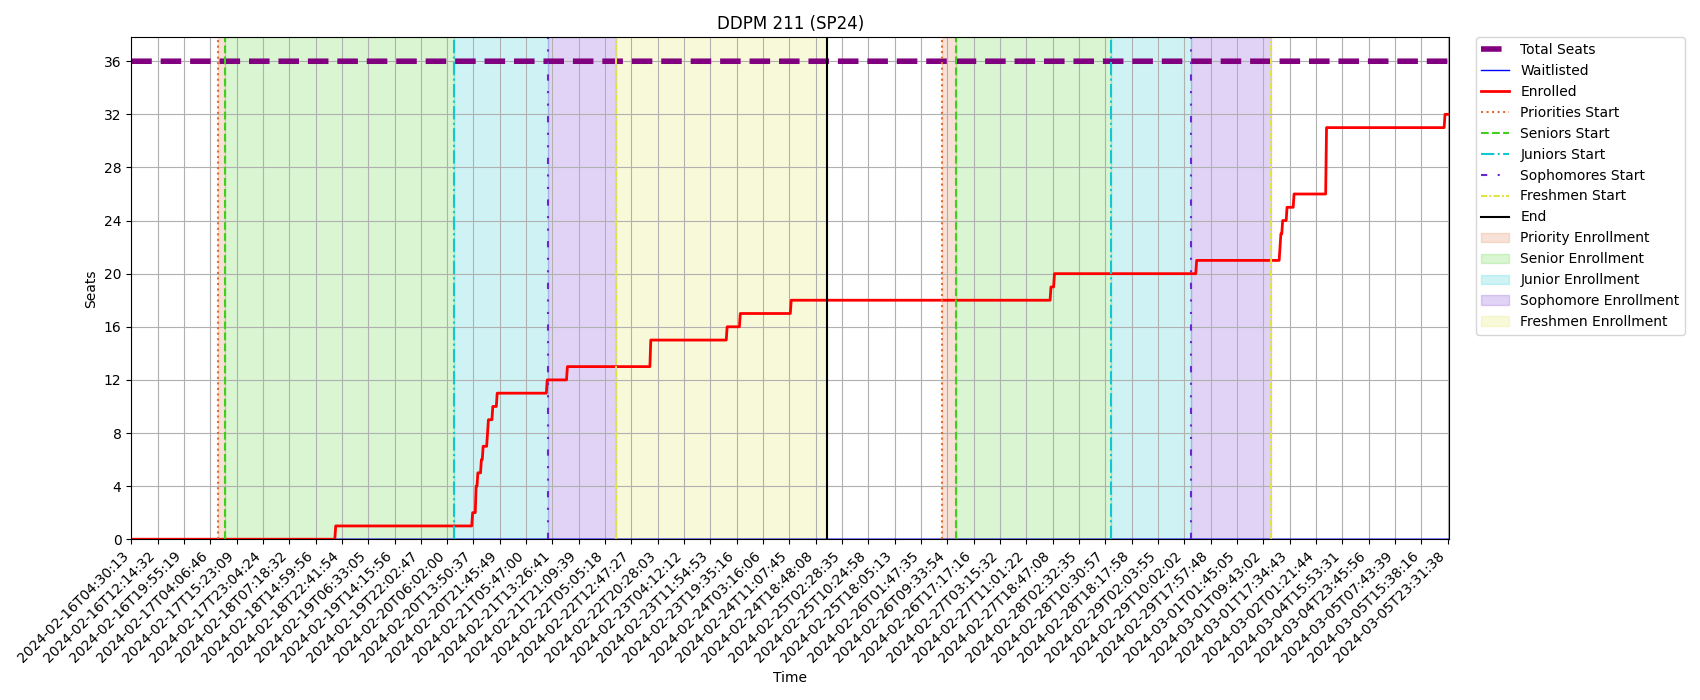 DDPM 211 (SP24)
Total Seats
Waitlisted
Enrolled
Priorities Start
Seniors Start
Juniors Start
Sophomores Start
Freshmen Start
End
Priority Enrollment
Senior Enrollment
Junior Enrollment
Sophomore Enrollment
Freshmen Enrollment
Seats
36
32
28
24
20
16
12
8
4
0
2024-02-16T04:30:13
2024-02-16T12:14:32
2024-02-16T19:55:19
2024-02-17T04:06:46
2024-02-17T15:23:09
2024-02-17T23:04:24
2024-02-18T07:18:32
2024-02-18T14:59:56
2024-02-18T22:41:54
2024-02-19T06:33:05
2024-02-19T14:15:56
2024-02-19T22:02:47
2024-02-20T06:02:00
2024-02-20T13:50:37
2024-02-20T21:45:49
2024-02-21T05:47:00
2024-02-21T13:26:41
2024-02-21T21:09:39
2024-02-22T05:05:18
2024-02-22T12:47:27
2024-02-22T20:28:03
2024-02-23T04:12:12
2024-02-23T11:54:53
2024-02-23T19:35:16
2024-02-24T03:16:06
2024-02-24T11:07:45
2024-02-24T18:48:08
2024-02-25T02:28:35
2024-02-25T10:24:58
2024-02-25T18:05:13
2024-02-26T01:47:35
2024-02-26T09:33:54
2024-02-26T17:17:16
2024-02-27T03:15:32
2024-02-27T11:01:22
2024-02-27T18:47:08
2024-02-28T02:32:35
2024-02-28T10:30:57
2024-02-28T18:17:58
2024-02-29T02:03:55
2024-02-29T10:02:02
2024-02-29T17:57:48
2024-03-01T01:45:05
2024-03-01T09:43:02
2024-03-01T17:34:43
2024-03-02T01:21:44
2024-03-04T15:53:31
2024-03-04T23:45:56
2024-03-05T07:43:39
2024-03-05T15:38:16
2024-03-05T23:31:38
Time